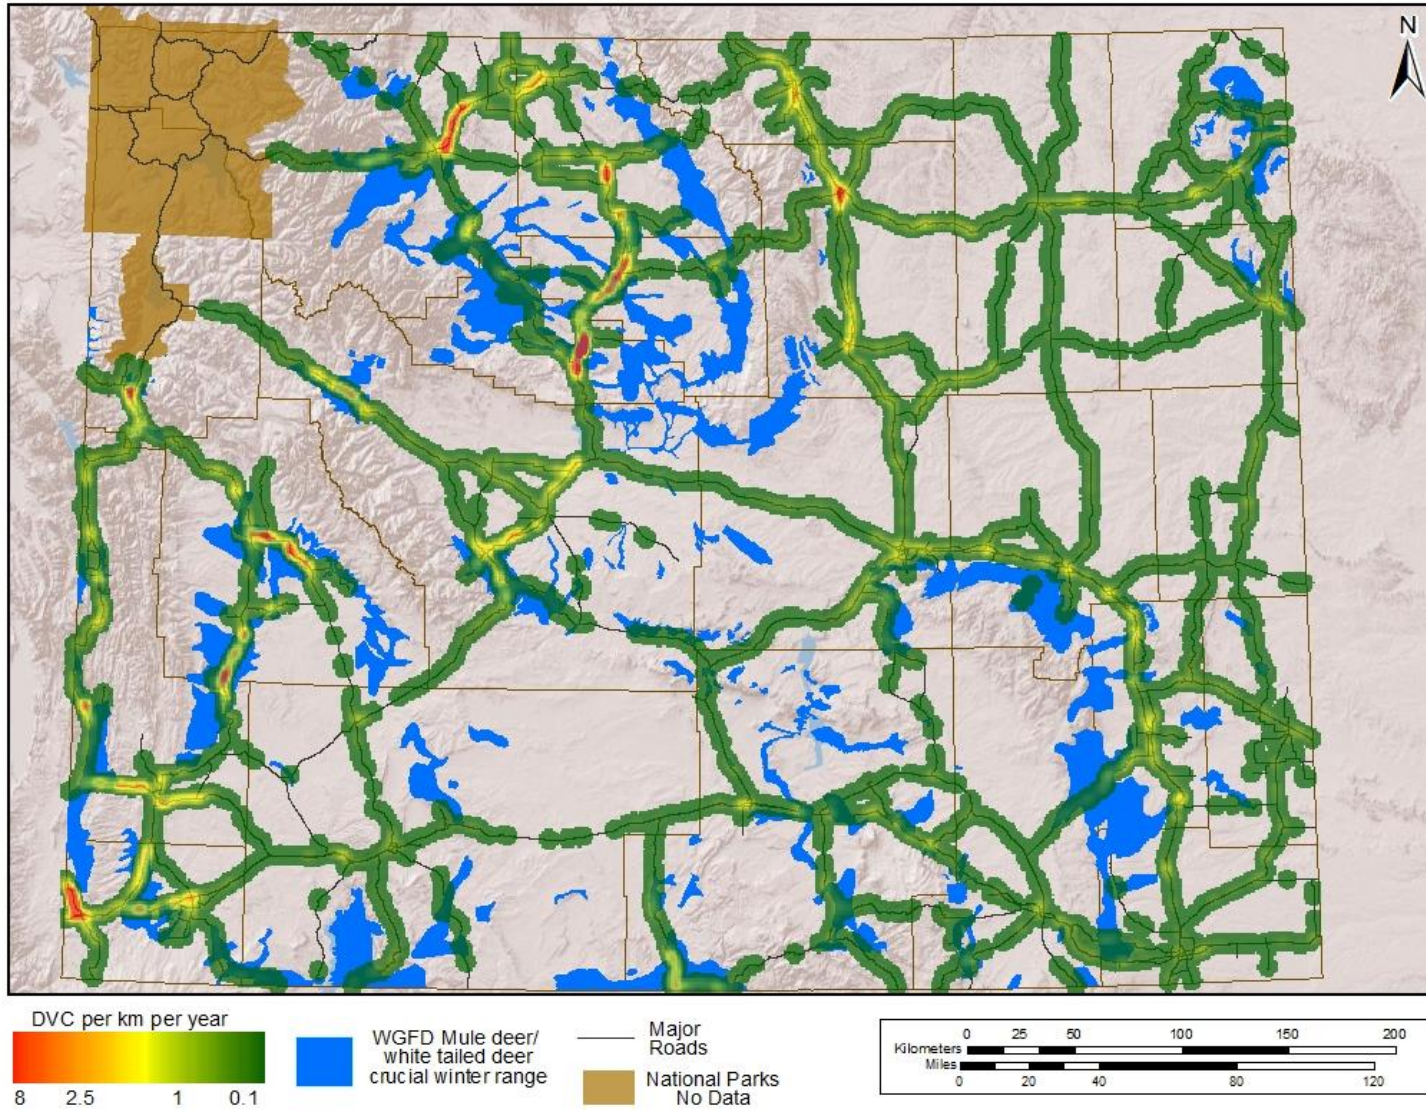 N
DVC per km per year
8 2.5 1 0.1
WGFD Mule deer/
white tailed deer
crucial winter range
Major
Roads
National Parks
No Data
0 25 50 100 150 200
Kilometers
Miles
0 20 40 80 120